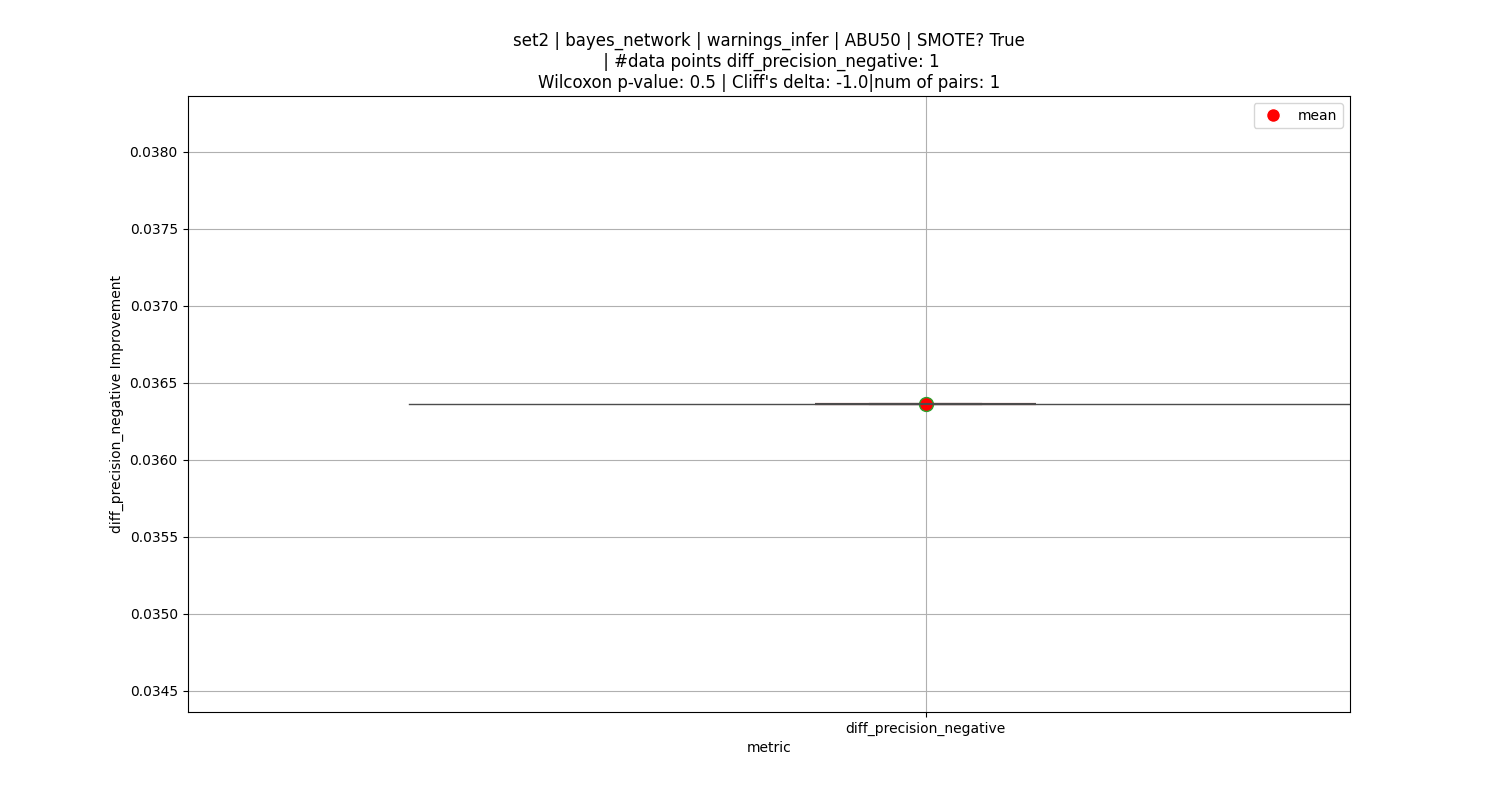 set2 | bayes_network | warnings_infer | ABU50 | SMOTE? True
| #data points diff_precision_negative: 1
Wilcoxon p-value: 0.5 | Cliff's delta: -1.0|num of pairs: 1
mean
0.0380
0.0375
0.0370
0.0365
0.0360
0.0355
0.0350
0.0345
diff_precision_negative Improvement
diff_precision_negative
metric